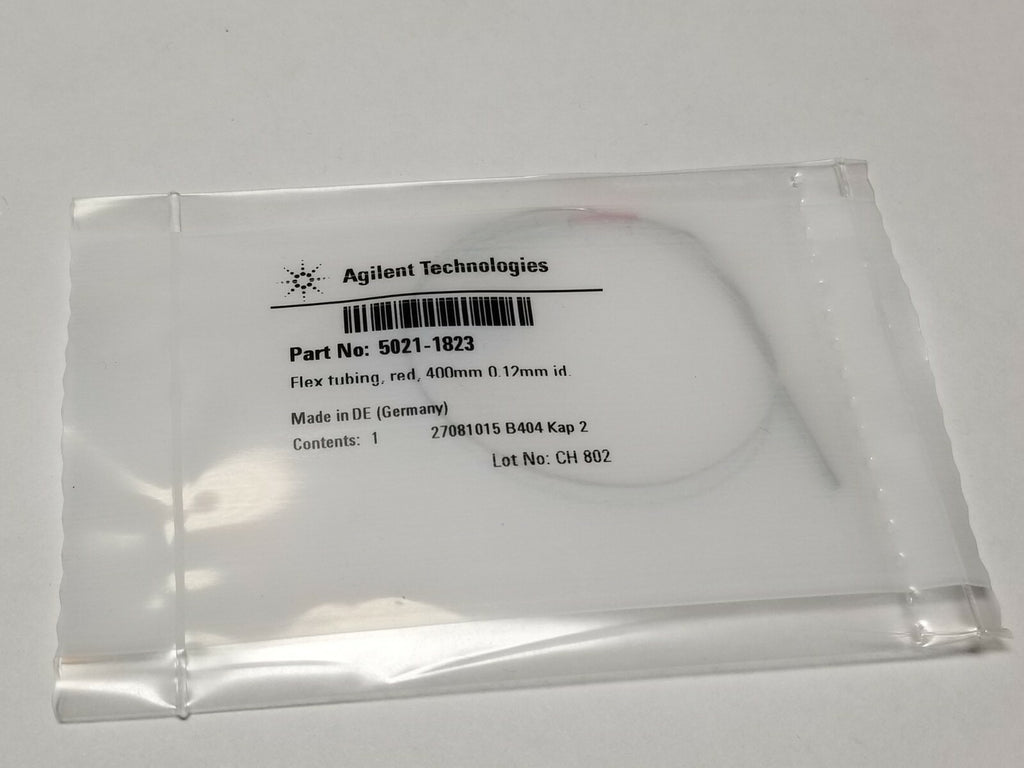 Agilent Technologies
Part No: 5021-1823
Flex tubing, red, 400mm 0.12mm id.
Made in DE (Germany)
Contents: 1 27081015 B404 Kap 2
Lot No: CH 802